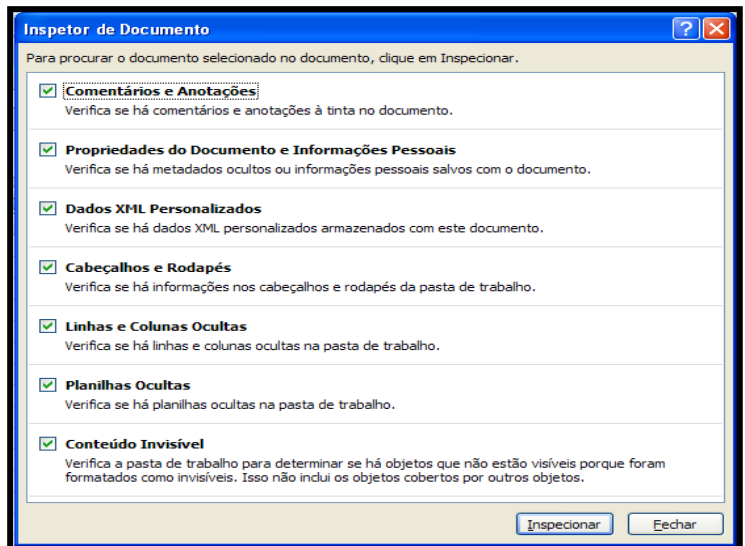 Inspetor de Documento
Para procurar o documento selecionado no documento, clique em Inspecionar.
Comentários e Anotações
Verifica se há comentários e anotações à tinta no documento.
Propriedades do Documento e Informações Pessoais
Verifica se há metadados ocultos ou informações pessoais salvos com o documento.
Dados XML Personalizados
Verifica se há dados XML personalizados armazenados com este documento.
Cabeçalhos e Rodapés
Verifica se há informações nos cabeçalhos e rodapés da pasta de trabalho.
Linhas e Colunas Ocultas
Verifica se há linhas e colunas ocultas na pasta de trabalho.
Planilhas Ocultas
Verifica se há planilhas ocultas na pasta de trabalho.
Conteúdo Invisível
Verifica a pasta de trabalho para determinar se há objetos que não estão visíveis porque foram
formatados como invisíveis. Isso não inclui os objetos cobertos por outros objetos.
Inspecionar Fechar